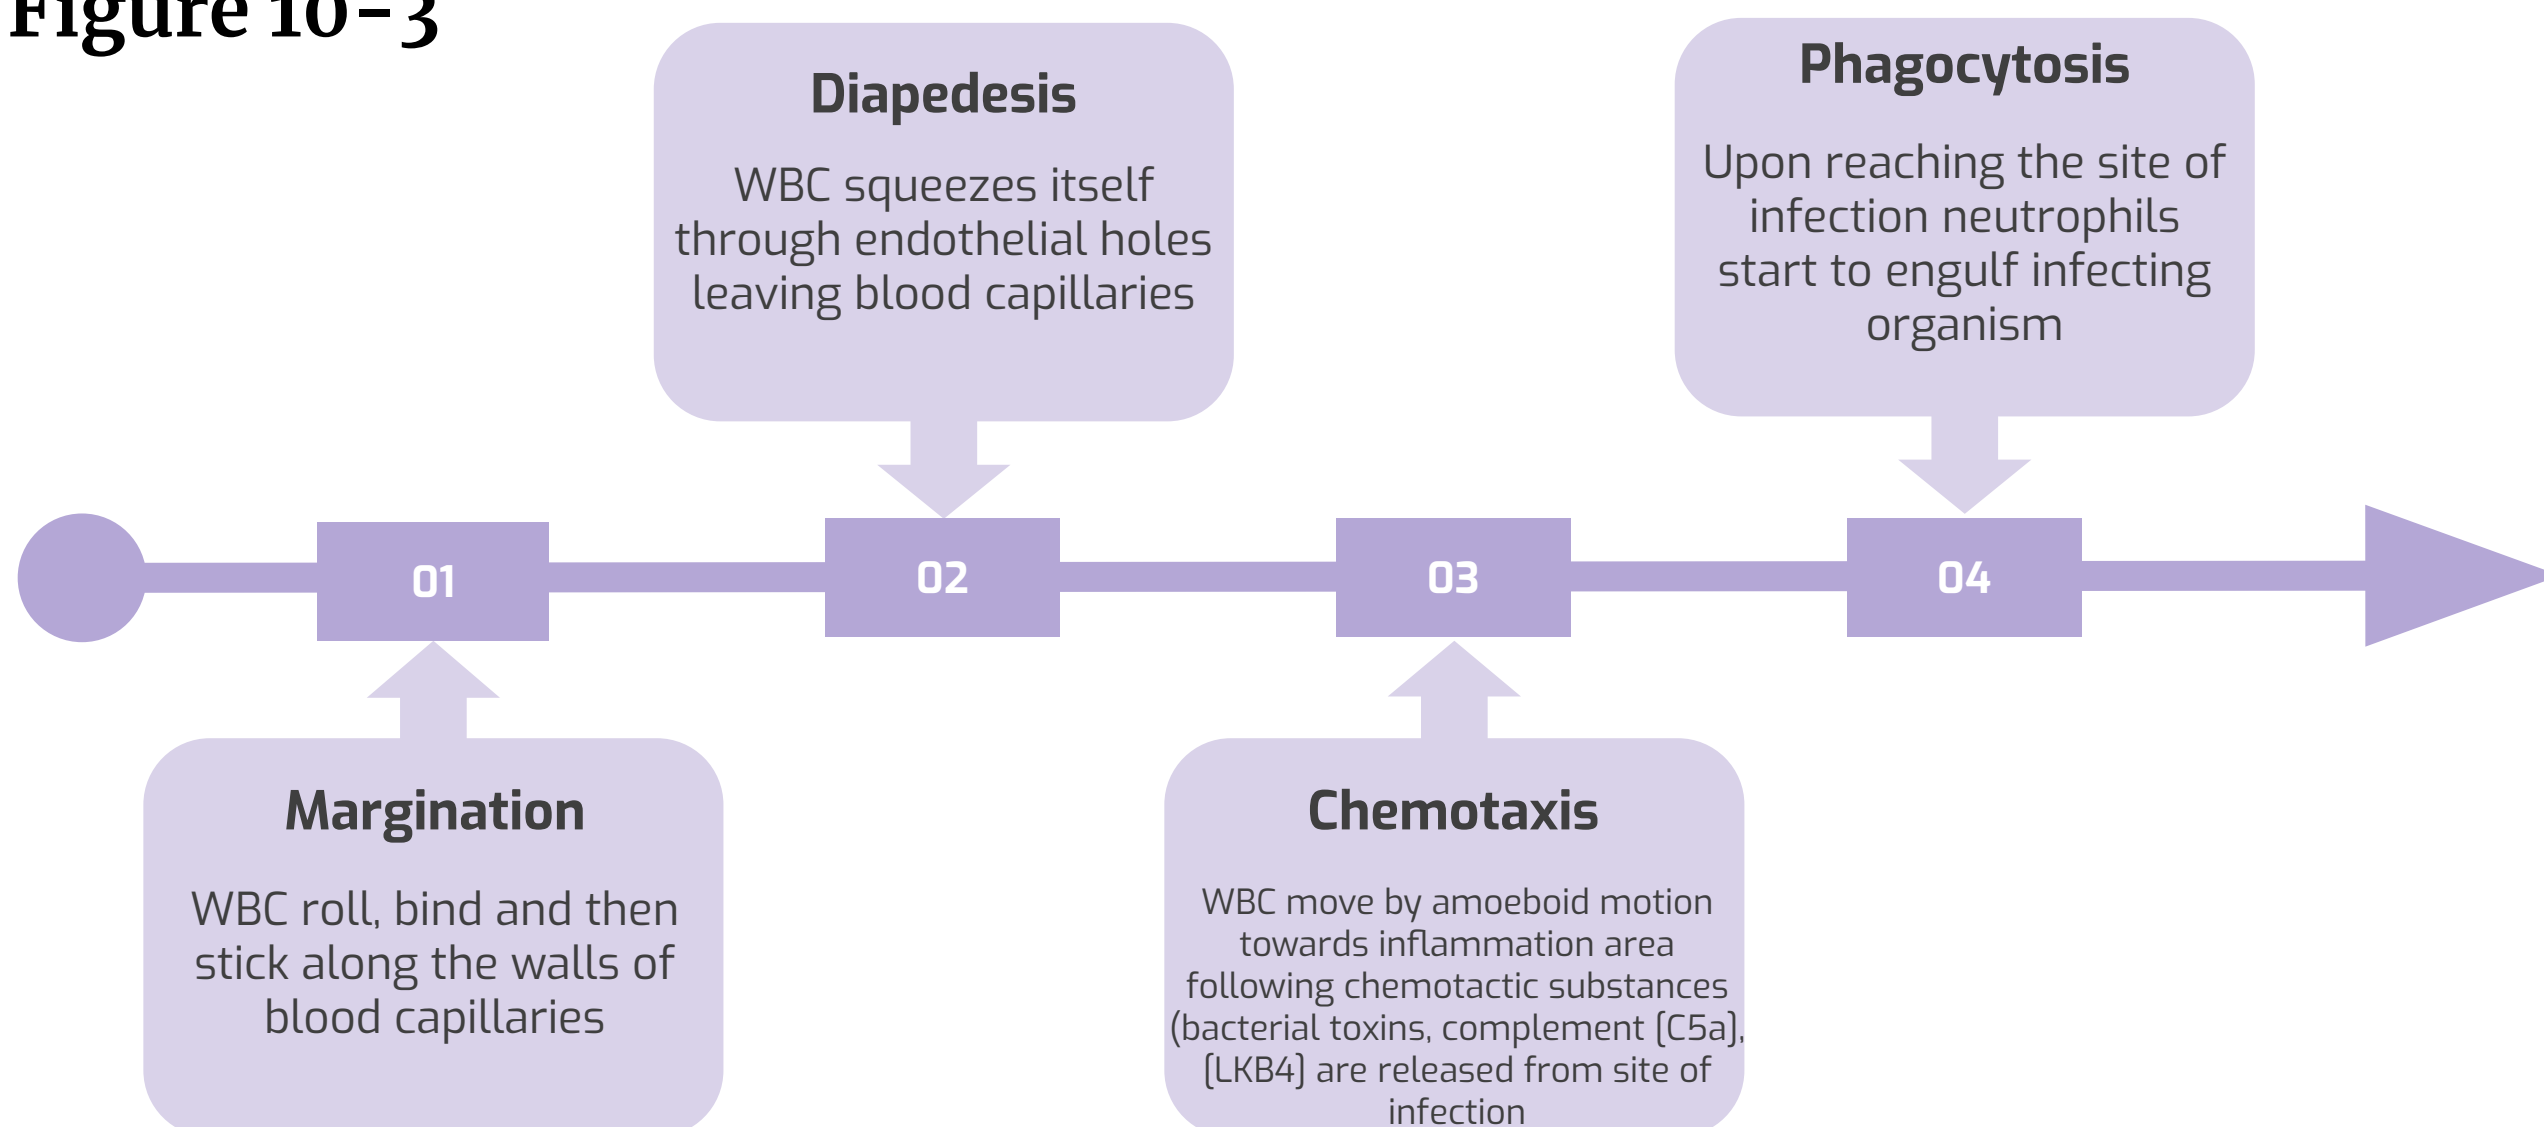 Figure 10-3
Diapedesis
WBC squeezes itself
through endothelial holes
leaving blood capillaries
Phagocytosis
Upon reaching the site of
infection neutrophils
start to engulf infecting
organism
01
02
03
04
Margination
WBC roll, bind and then
stick along the walls of
blood capillaries
Chemotaxis
WBC move by amoeboid motion
towards inflammation area
following chemotactic substances
(bacterial toxins, complement [C5a],
[LKB4] are released from site of
infection